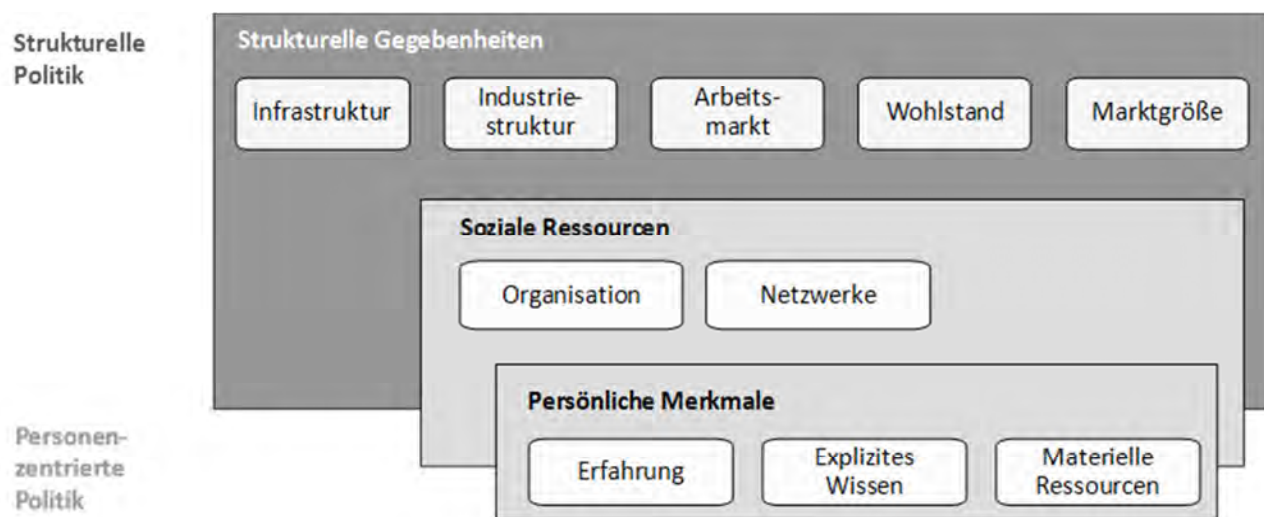 Strukturelle
Politik
Strukturelle Gegebenheiten
Infrastruktur
Industrie-
struktur
Arbeits-
markt
Wohlstand
Marktgröße
Soziale Ressourcen
Organisation
Netzwerke
Persönliche Merkmale
Erfahrung
Explizites
Wissen
Materielle
Ressourcen
Personen-
zentrierte
Politik